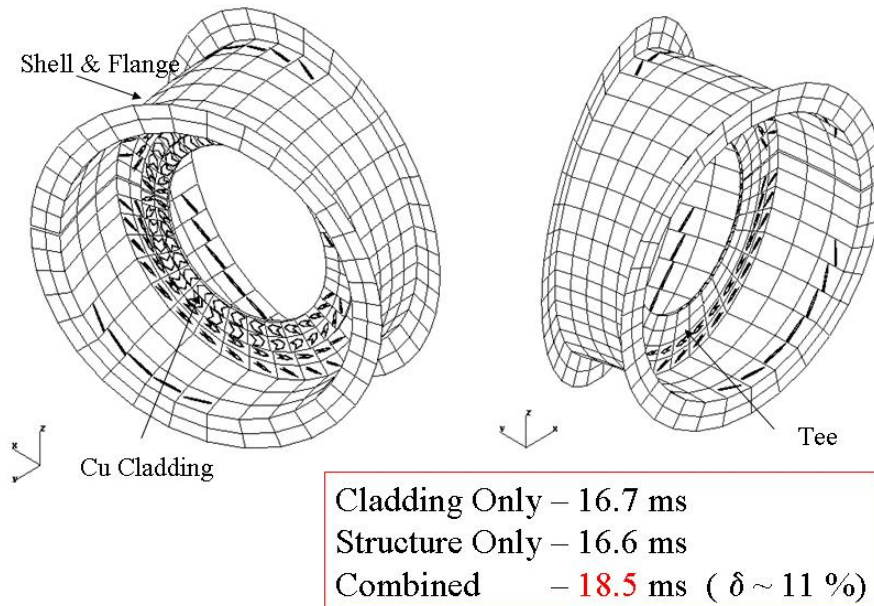 Shell & Flange
z
x
y
Cu Cladding
z
y
x
Tee
Cladding Only – 16.7 ms
Structure Only – 16.6 ms
Combined – 18.5 ms ( δ ~ 11 %)